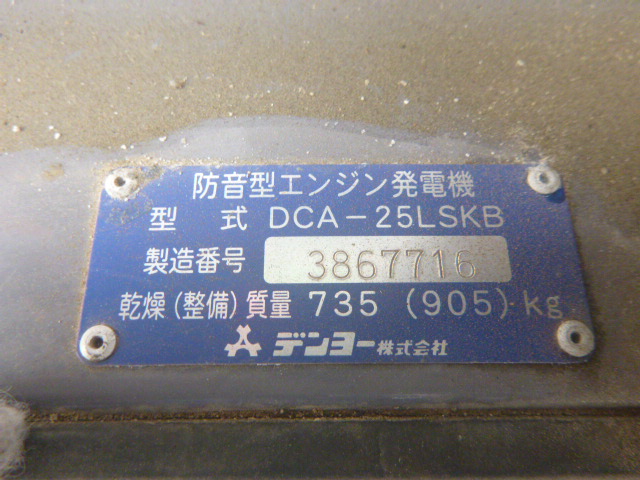 防音型エンジン発電機
型 式 DCA-25LSKB
製造番号 3867716
乾燥(整備)質量 735 (905) kg
デンヨー株式会社